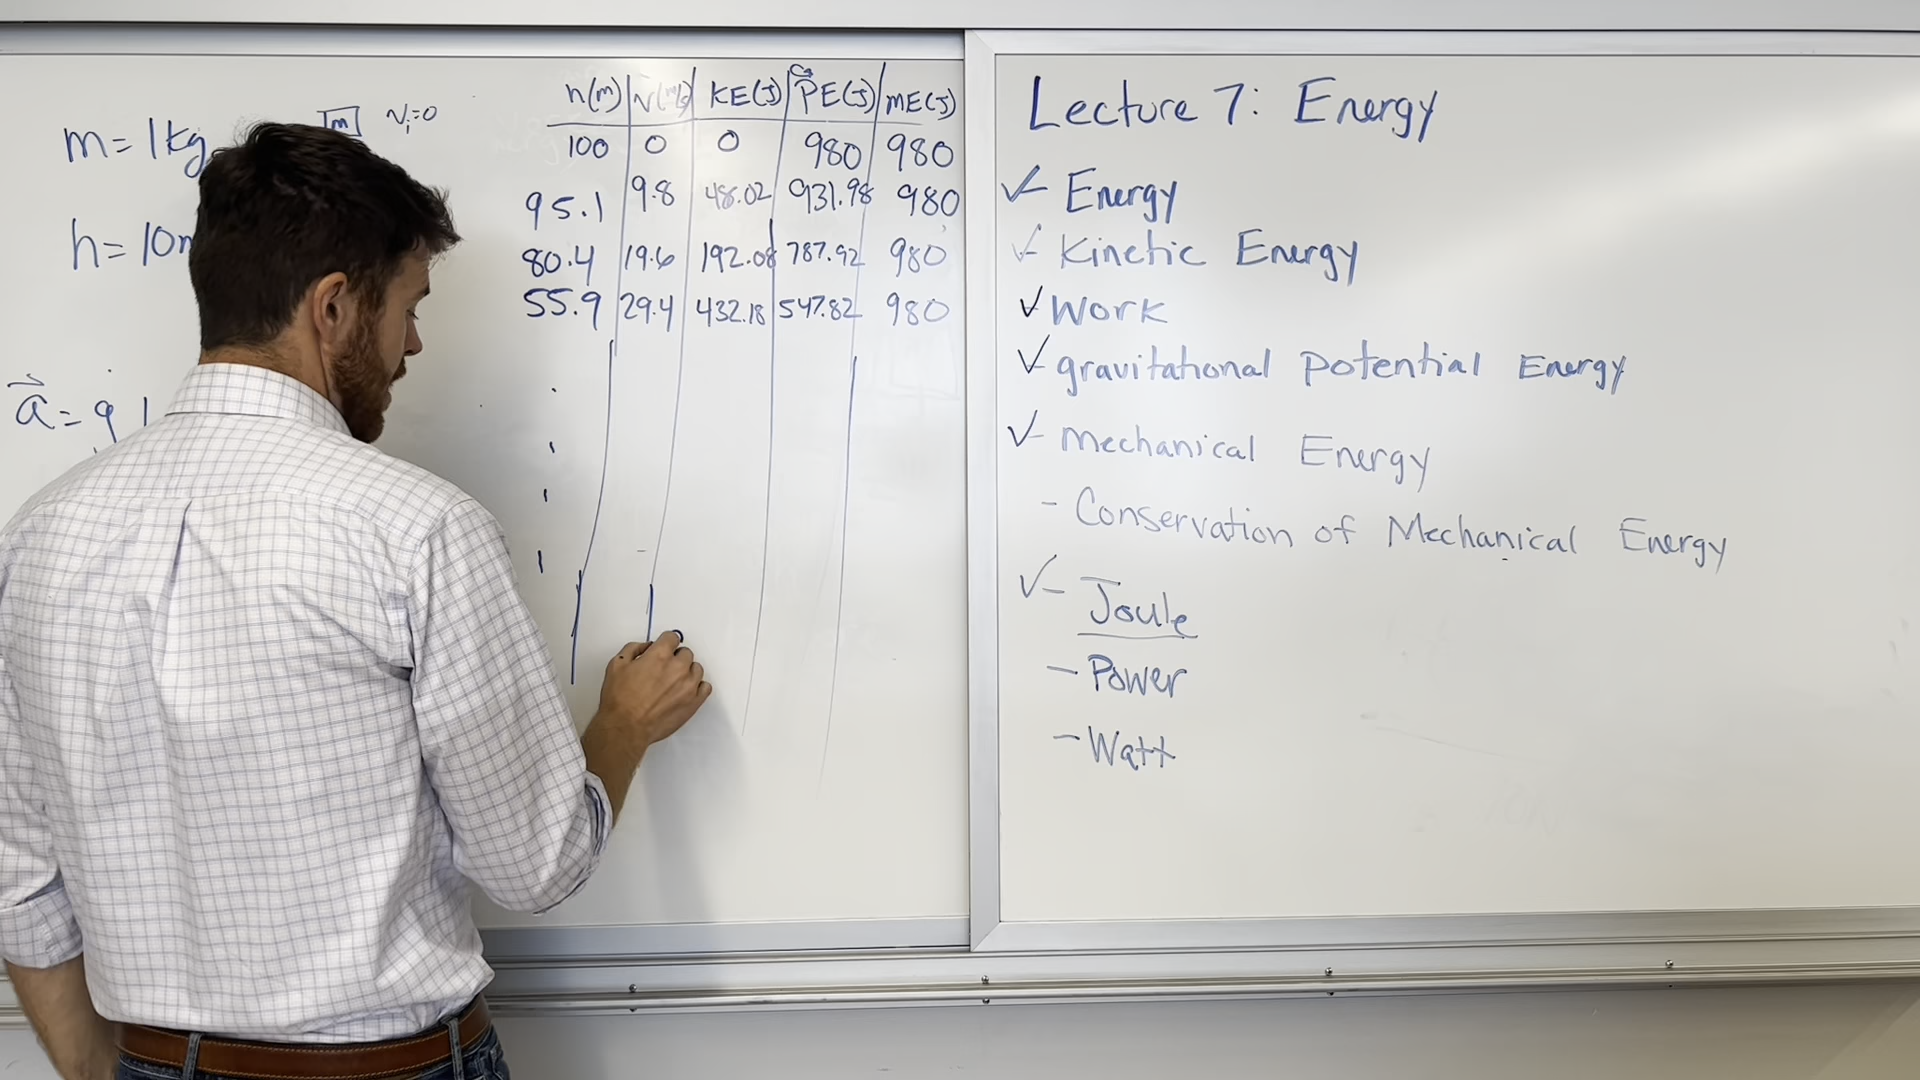 m = 1kg
m
Vi=0
h = 10m
a = g
h(m) V(m/s) KE(J) PE(J) ME(J)
100 0 0 980 980
95.1 9.8 48.02 931.98 980
80.4 19.6 192.08 787.92 980
55.9 29.4 432.18 547.82 980
Lecture 7: Energy
✓- Energy
✓- Kinetic Energy
✓ Work
✓- gravitational Potential Energy
✓- Mechanical Energy
- Conservation of Mechanical Energy
✓- Joule
- Power
- Watt